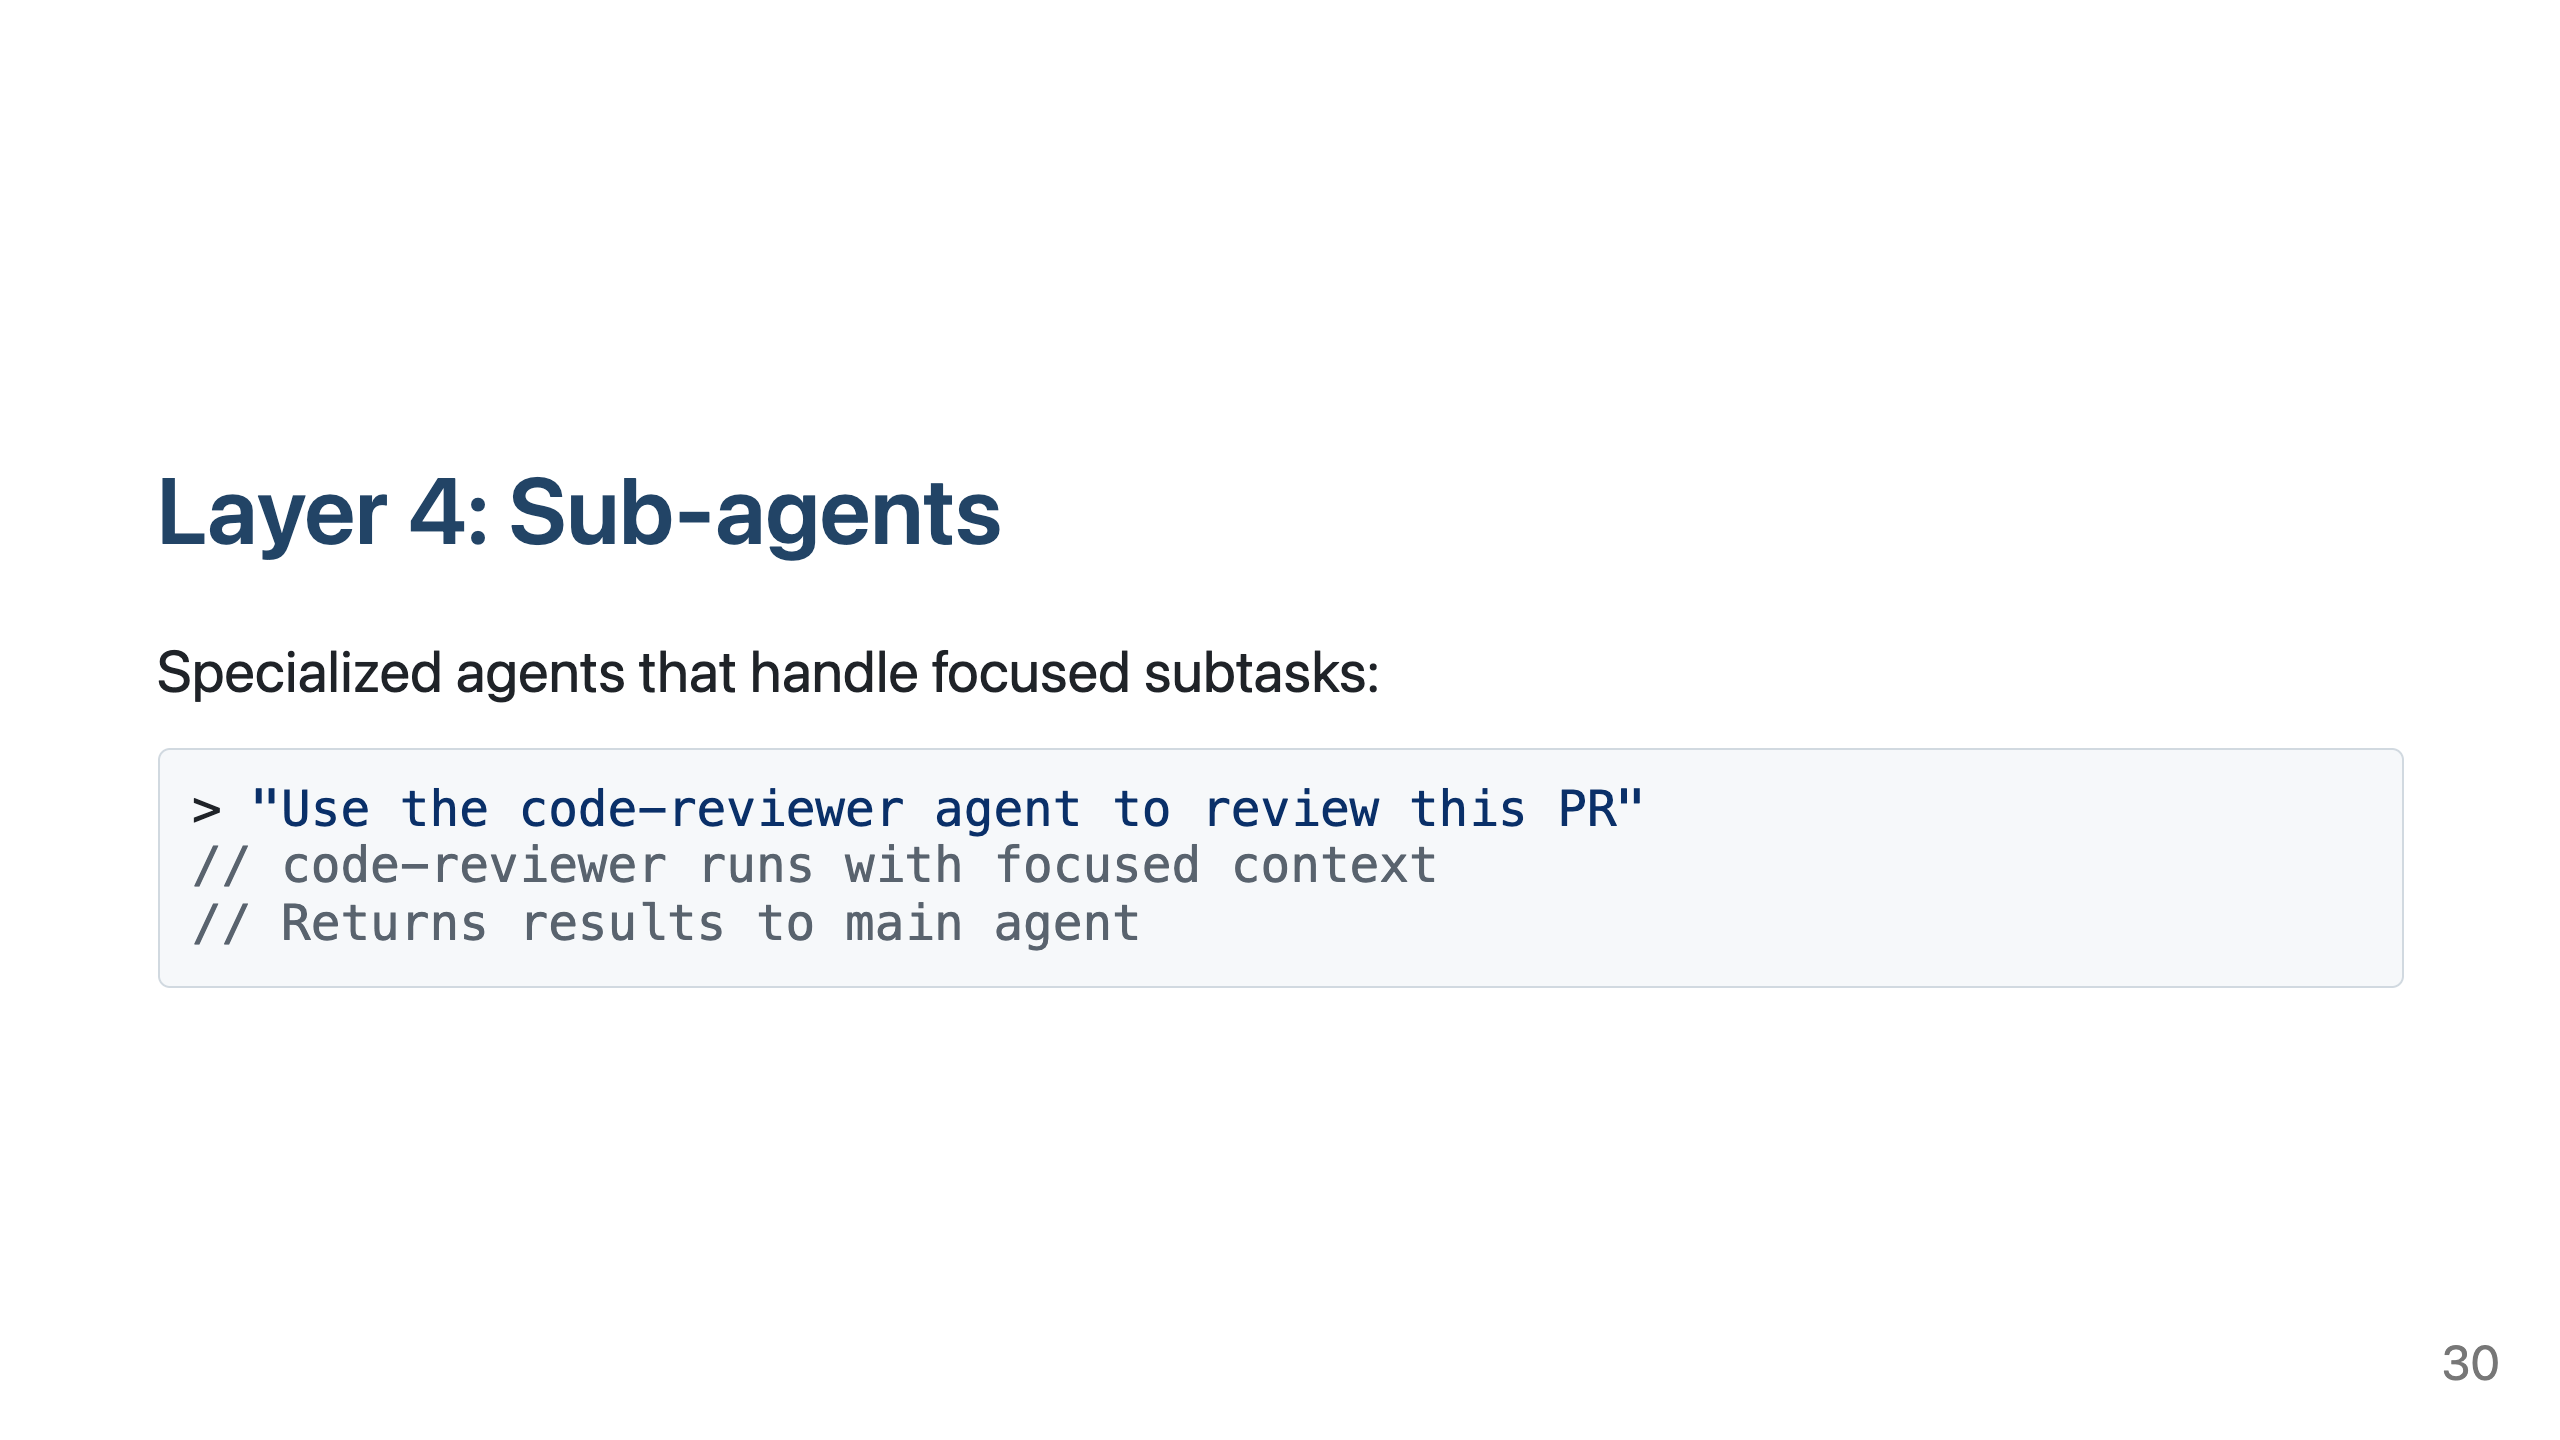 Layer 4: Sub-agents
Specialized agents that handle focused subtasks:
> "Use the code-reviewer agent to review this PR"
// code-reviewer runs with focused context
// Returns results to main agent
30